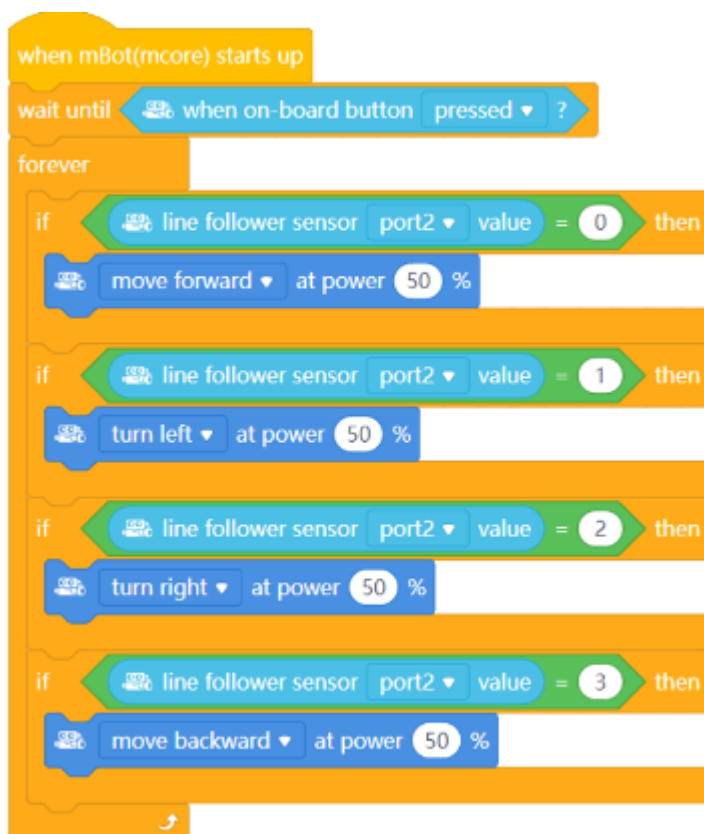 when mBot(mcore) starts up
wait until when on-board button pressed ?
forever
if line follower sensor port2 value = 0 then
move forward at power 50 %
if line follower sensor port2 value = 1 then
turn left at power 50 %
if line follower sensor port2 value = 2 then
turn right at power 50 %
if line follower sensor port2 value = 3 then
move backward at power 50 %